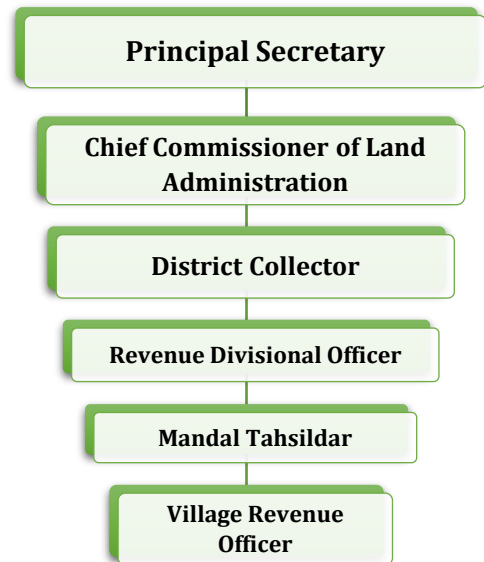 Principal Secretary
Chief Commissioner of Land
Administration
District Collector
Revenue Divisional Officer
Mandal Tahsildar
Village Revenue
Officer